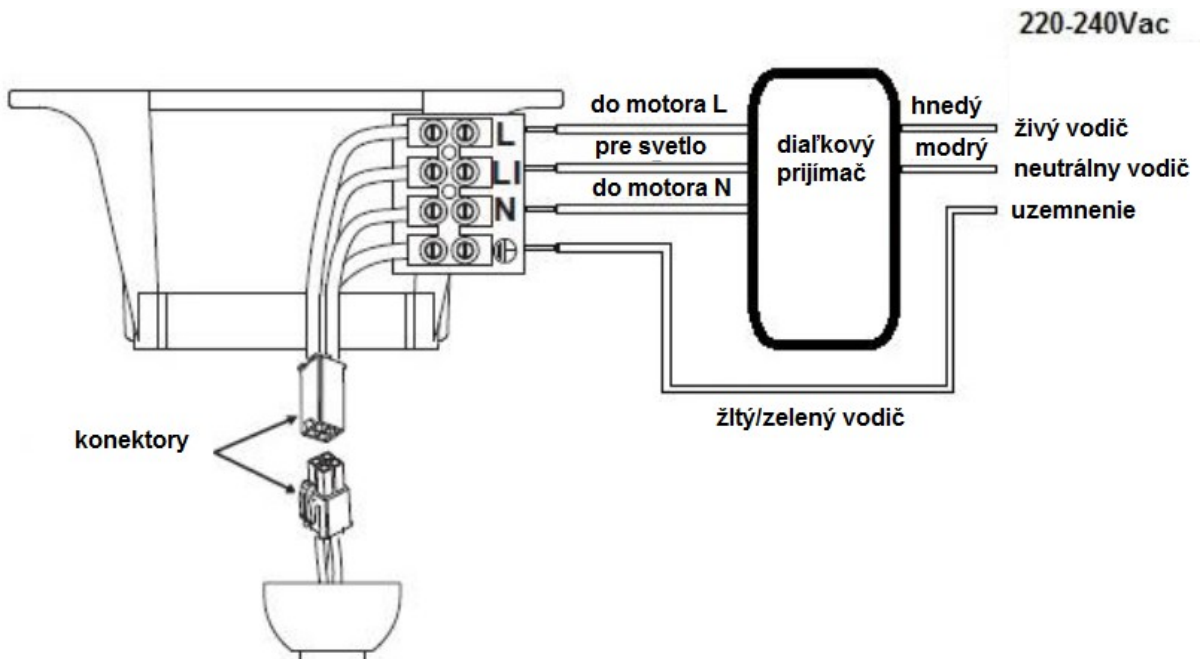 220-240Vac
do motora L
pre svetlo
do motora N
L
L1
N
diaľkový
prijímač
hnedý
modrý
živý vodič
neutrálny vodič
uzemnenie
žltý/zelený vodič
konektory